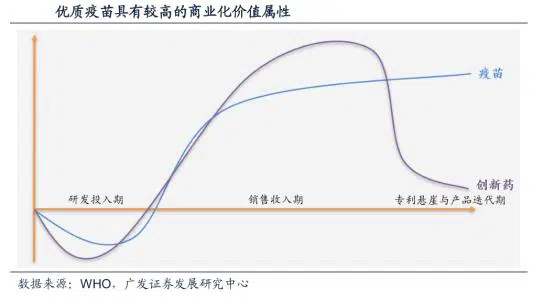 优质疫苗具有较高的商业化价值属性
疫苗
创新药
研发投入期
销售收入期
专利悬崖与产品迭代期
数据来源：WHO，广发证券发展研究中心